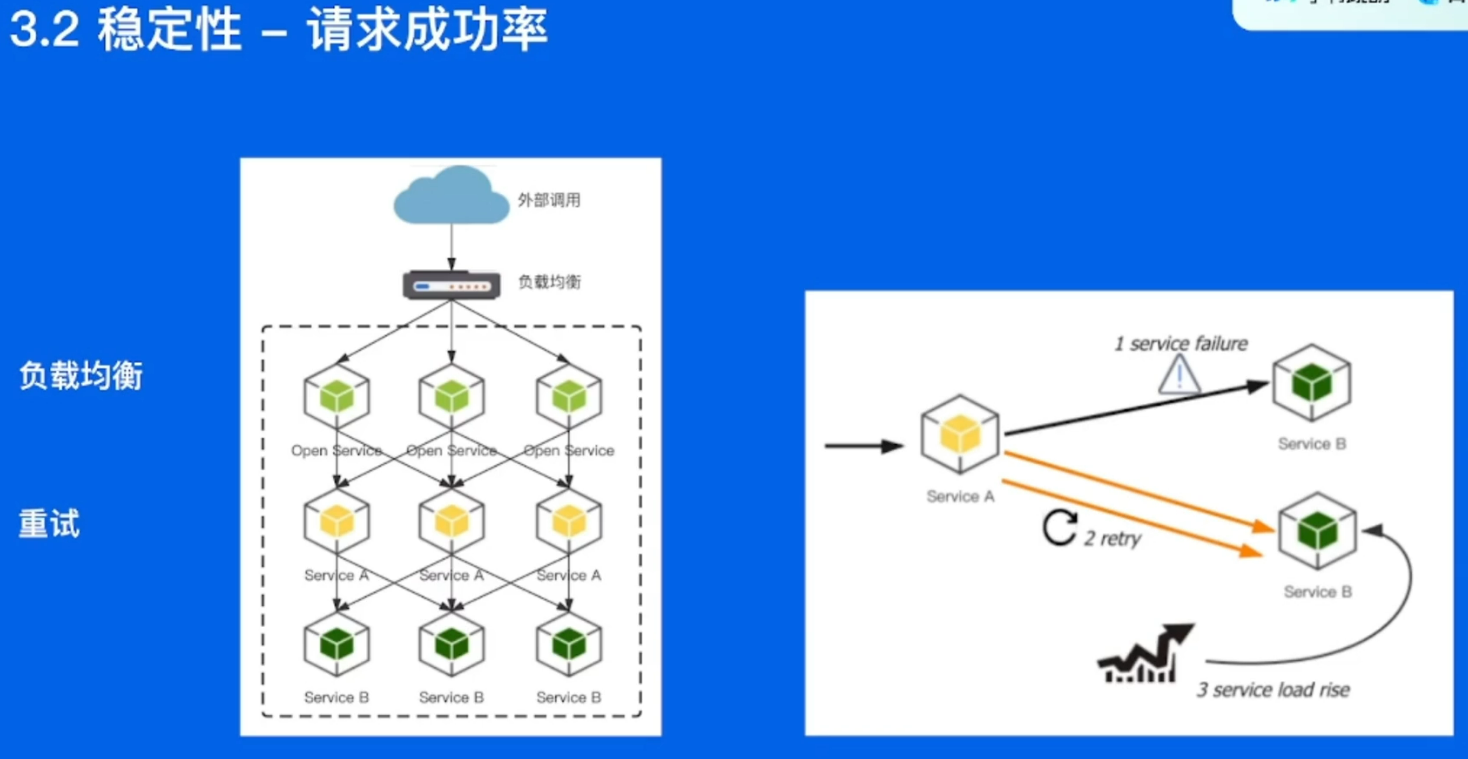 3.2 稳定性 – 请求成功率
外部调用
负载均衡
负载均衡
重试
Open Service Open Service Open Service
Service A Service A Service A
Service B Service B Service B
1 service failure
Service B
Service A
2 retry
Service B
3 service load rise